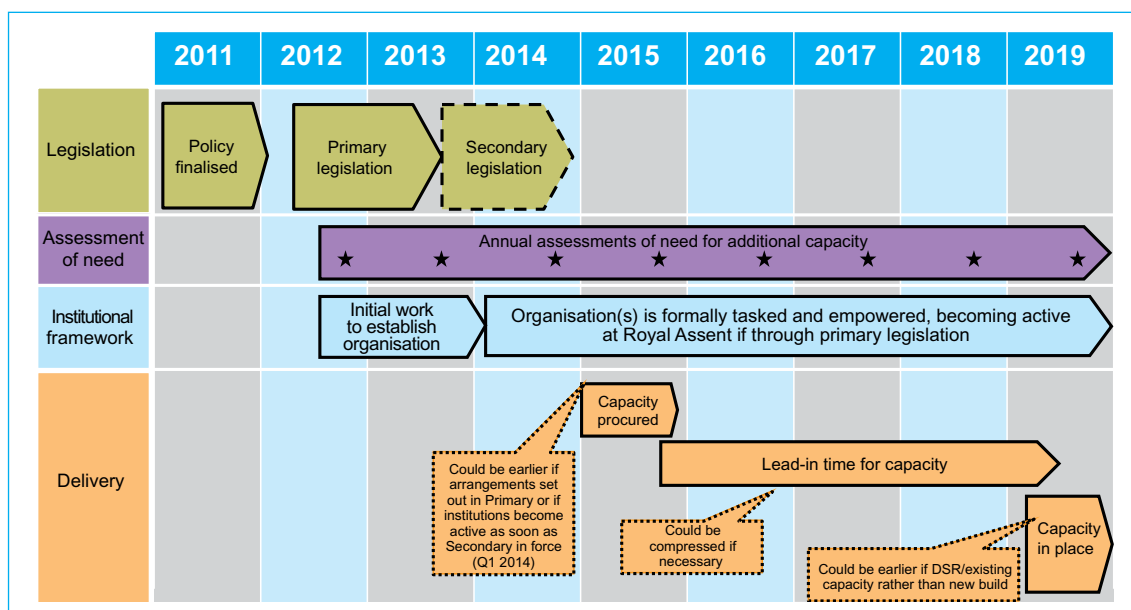 2011 2012 2013 2014 2015 2016 2017 2018 2019
Legislation
Policy
finalised
Primary
legislation
Secondary
legislation
Assessment
of need
Annual assessments of need for additional capacity
Institutional
framework
Initial work
to establish
organisation
Organisation(s) is formally tasked and empowered, becoming active
at Royal Assent if through primary legislation
Delivery
Capacity
procured
Could be earlier if
arrangements set
out in Primary or if
institutions become
active as soon as
Secondary in force
(Q1 2014)
Lead-in time for capacity
Could be
compressed if
necessary
Capacity
in place
Could be earlier if DSR/existing
capacity rather than new build